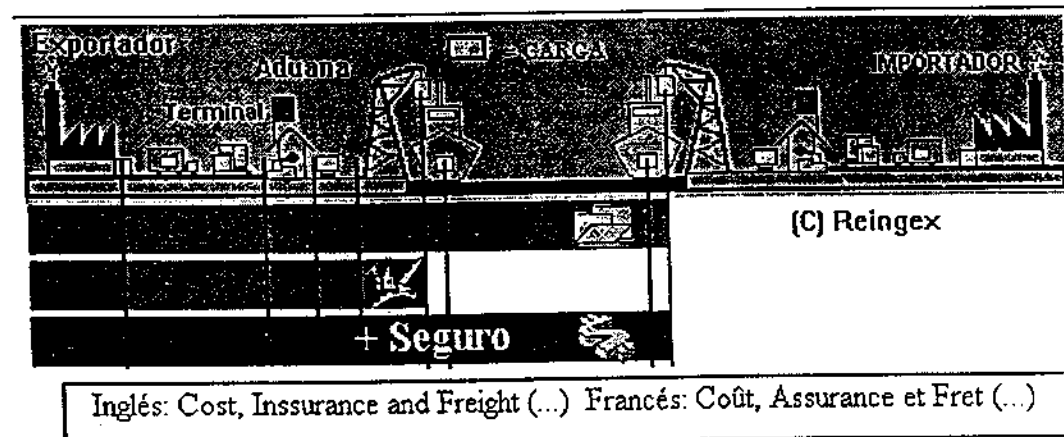 Exportador
Aduana
Terminal
= CARGA
IMPORTADOR
(C) Reingex
+ Seguro
Inglés: Cost, Inssurance and Freight (...) Francés: Coût, Assurance et Fret (...)